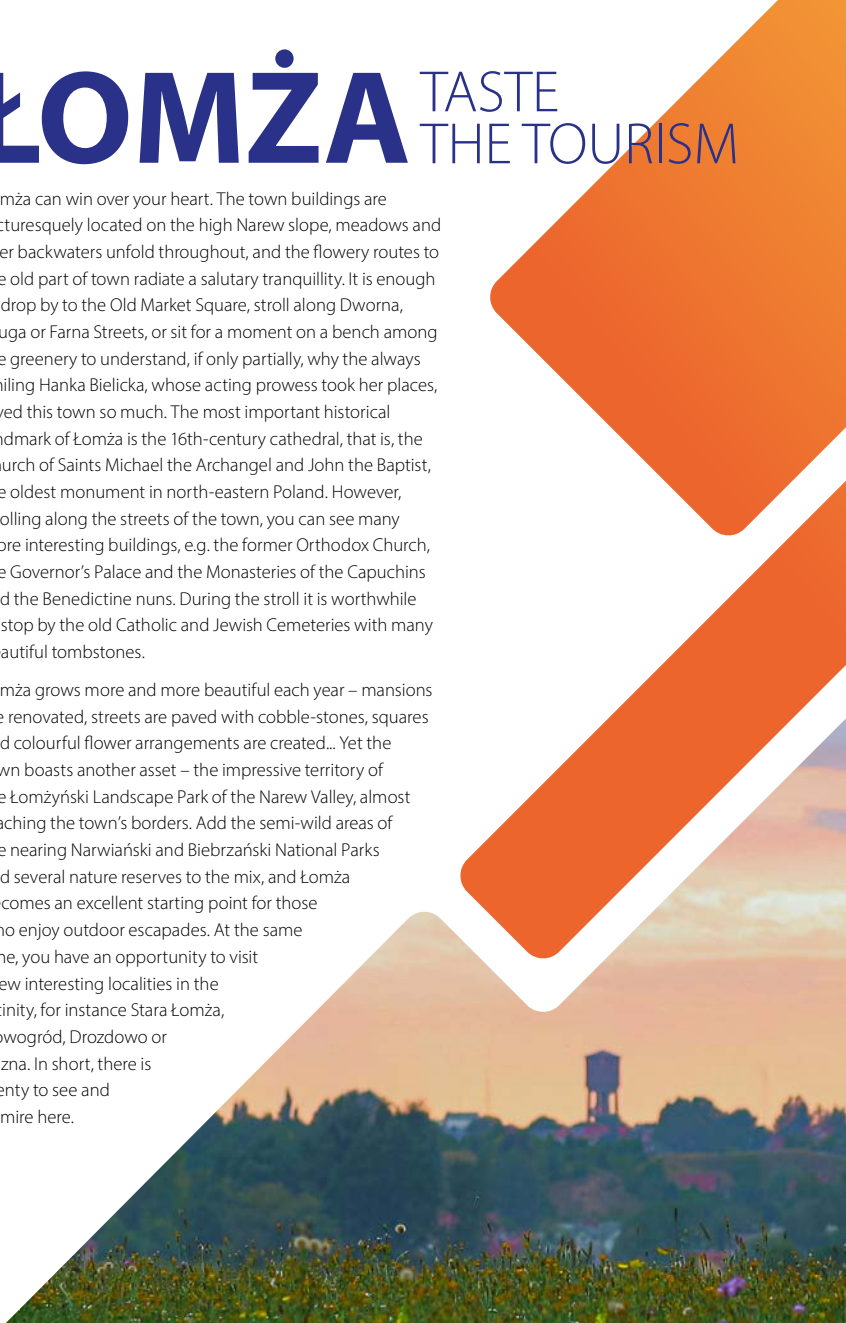 ŁOMŻA TASTE
THE TOURISM
mża can win over your heart. The town buildings are
cturesquely located on the high Narew slope, meadows and
er backwaters unfold throughout, and the flowery routes to
e old part of town radiate a salutary tranquillity. It is enough
drop by to the Old Market Square, stroll along Dworna,
uga or Farna Streets, or sit for a moment on a bench among
e greenery to understand, if only partially, why the always
niling Hanka Bielicka, whose acting prowess took her places,
ved this town so much. The most important historical
ndmark of Łomża is the 16th-century cathedral, that is, the
hurch of Saints Michael the Archangel and John the Baptist,
e oldest monument in north-eastern Poland. However,
olling along the streets of the town, you can see many
ore interesting buildings, e.g. the former Orthodox Church,
e Governor’s Palace and the Monasteries of the Capuchins
d the Benedictine nuns. During the stroll it is worthwhile
stop by the old Catholic and Jewish Cemeteries with many
eautiful tombstones.
mża grows more and more beautiful each year – mansions
e renovated, streets are paved with cobble-stones, squares
d colourful flower arrangements are created... Yet the
wn boasts another asset – the impressive territory of
e Łomżyński Landscape Park of the Narew Valley, almost
aching the town’s borders. Add the semi-wild areas of
e nearing Narwiański and Biebrzański National Parks
d several nature reserves to the mix, and Łomża
ecomes an excellent starting point for those
ho enjoy outdoor escapades. At the same
me, you have an opportunity to visit
ew interesting localities in the
cinity, for instance Stara Łomża,
owogród, Drozdowo or
zna. In short, there is
enty to see and
mire here.